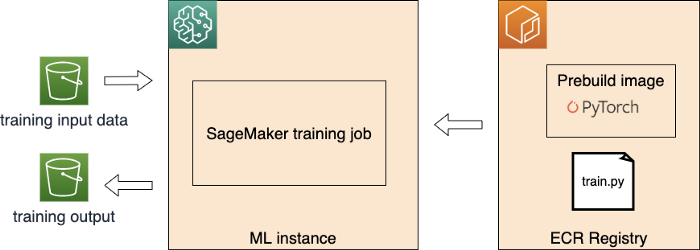 training input data
training output
SageMaker training job
ML instance
Prebuild image
PyTorch
train.py
ECR Registry